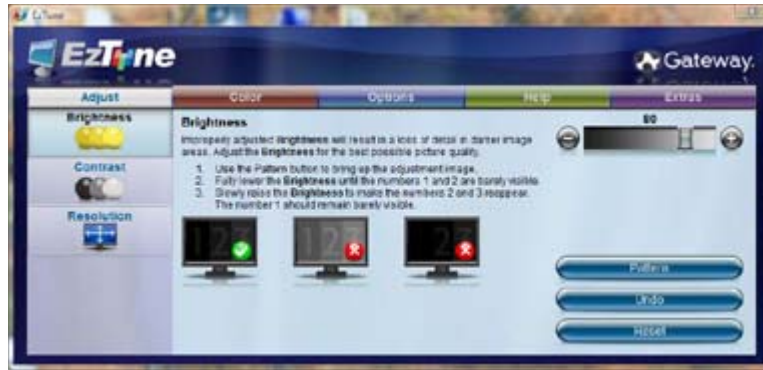 EzTune
EzTune
Gateway.
Adjust
Color
Options
Help
Extras
Brightness
Contrast
Resolution
Brightness
Improperly adjusted Brightness will result in a loss of detail in darker image
areas. Adjust the Brightness for the best possible picture quality.
1. Use the Pattern button to bring up the adjustment image.
2. Fully lower the Brightness until the numbers 1 and 2 are barely visible.
3. Slowly raise the Brightness to make the numbers 2 and 3 reappear.
The number 1 should remain barely visible.
80
123
123
23
Pattern
Undo
Reset